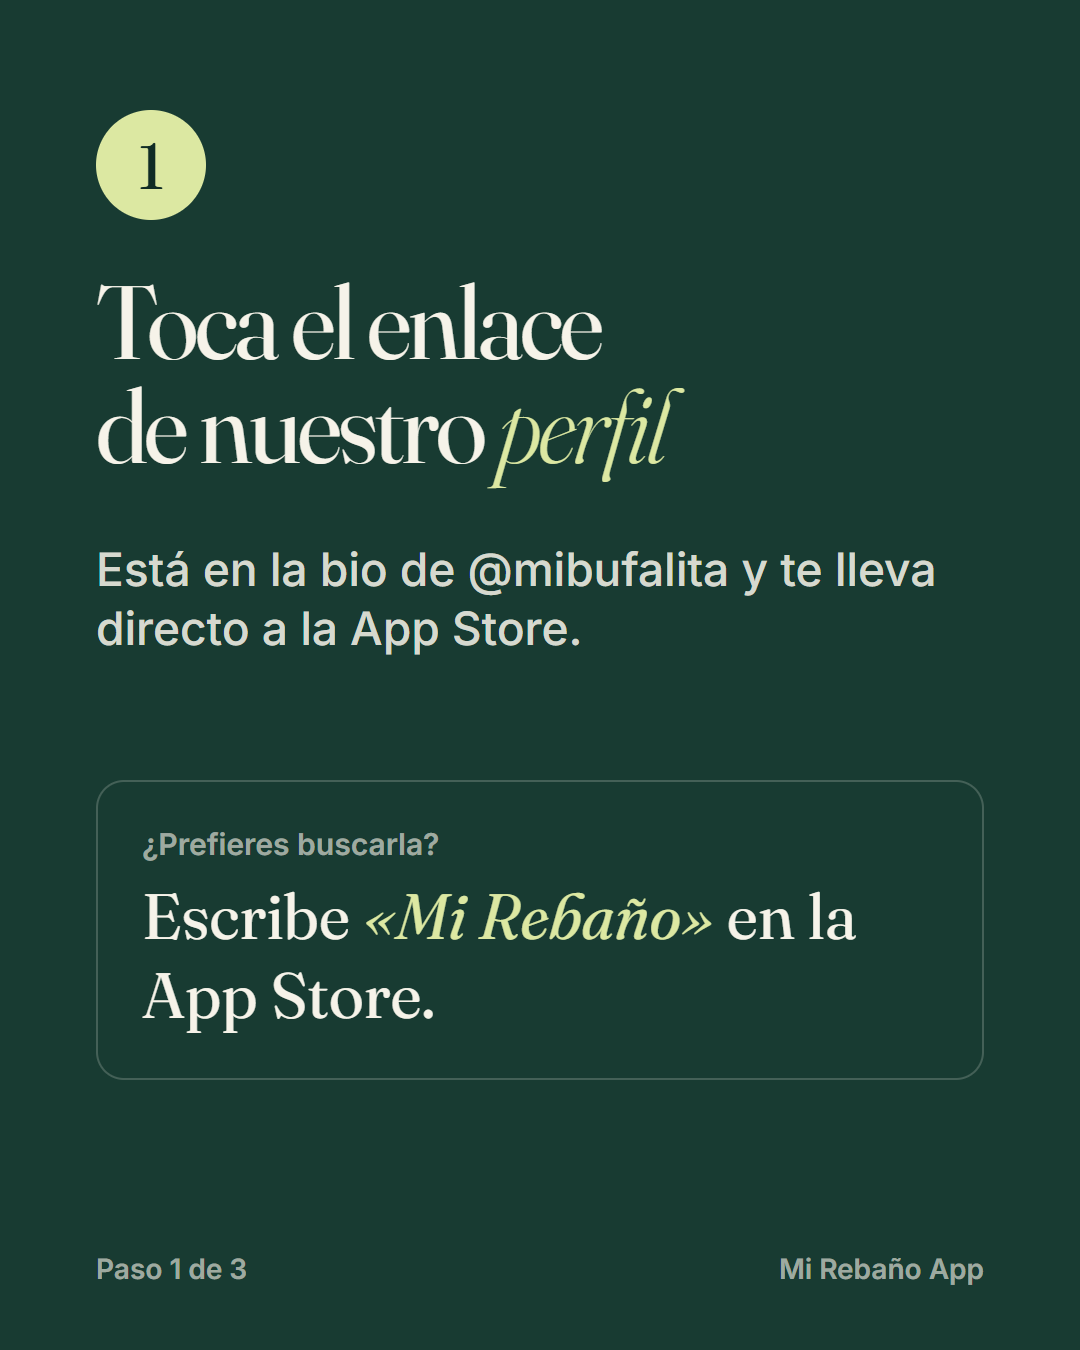 1
Toca el enlace
de nuestro perfil
Está en la bio de @mibufalita y te lleva
directo a la App Store.
¿Prefieres buscarla?
Escribe «Mi Rebaño» en la
App Store.
Paso 1 de 3
Mi Rebaño App